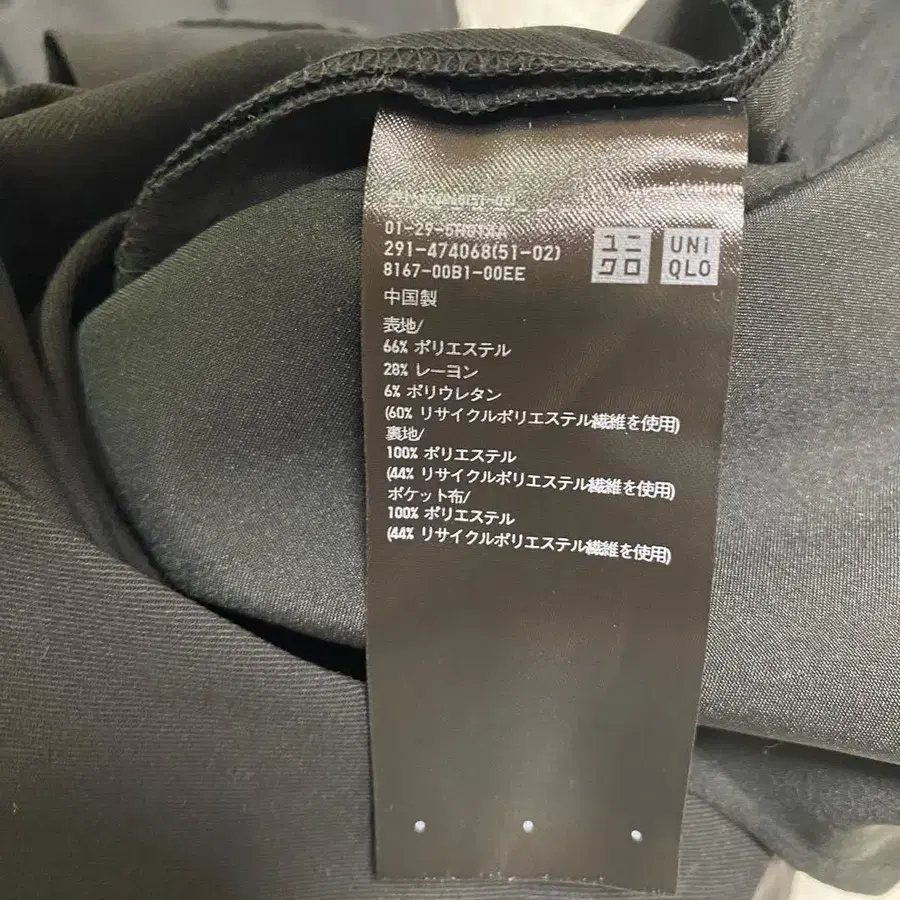 291-474068(51-02)
8167-00B1-00EE
ユニクロ
UNIQLO
中国製
表地/
66% ポリエステル
28% レーヨン
6% ポリウレタン
(60% リサイクルポリエステル繊維を使用)
裏地/
100% ポリエステル
(44% リサイクルポリエステル繊維を使用)
ポケット布/
100% ポリエステル
(44% リサイクルポリエステル繊維を使用)